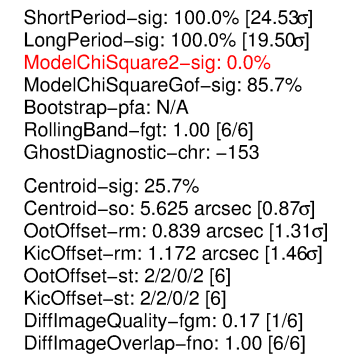 ShortPeriod-sig: 100.0% [24.53σ]
LongPeriod-sig: 100.0% [19.50σ]
ModelChiSquare2-sig: 0.0%
ModelChiSquareGof-sig: 85.7%
Bootstrap-pfa: N/A
RollingBand-fgt: 1.00 [6/6]
GhostDiagnostic-chr: -153
Centroid-sig: 25.7%
Centroid-so: 5.625 arcsec [0.87σ]
OotOffset-rm: 0.839 arcsec [1.31σ]
KicOffset-rm: 1.172 arcsec [1.46σ]
OotOffset-st: 2/2/0/2 [6]
KicOffset-st: 2/2/0/2 [6]
DiffImageQuality-fgm: 0.17 [1/6]
DiffImageOverlap-fno: 1.00 [6/6]